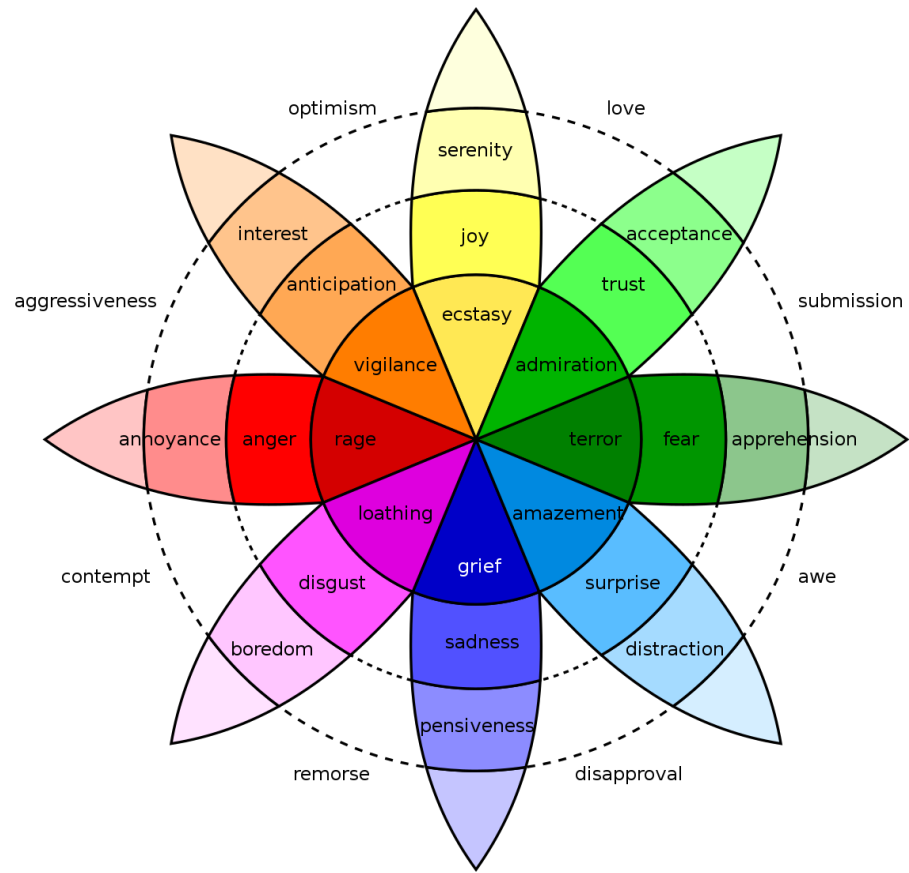 optimism
love
serenity
interest
joy
acceptance
anticipation
trust
aggressiveness
submission
ecstasy
vigilance
admiration
annoyance
anger
rage
terror
fear
apprehension
loathing
amazement
grief
contempt
awe
disgust
surprise
sadness
boredom
distraction
pensiveness
remorse
disapproval